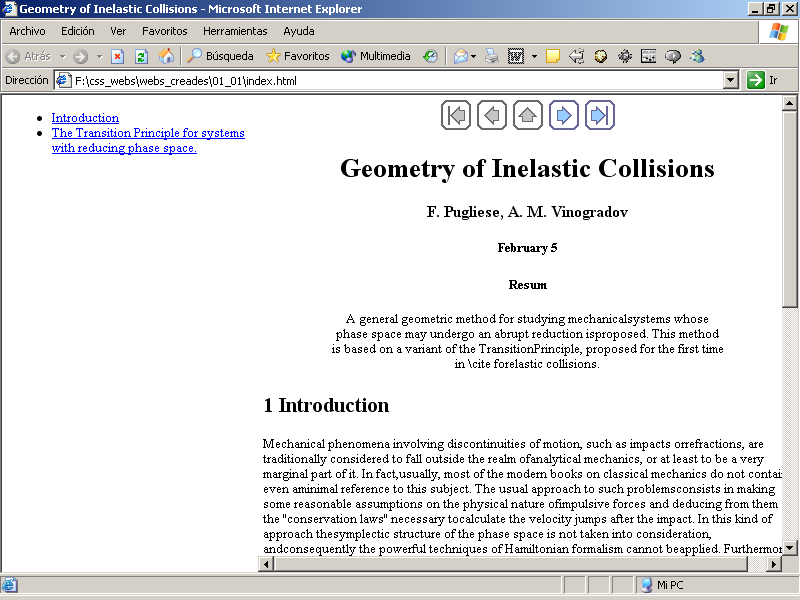 Geometry of Inelastic Collisions - Microsoft Internet Explorer
Archivo Edición Ver Favoritos Herramientas Ayuda
Atrás Búsqueda Favoritos Multimedia
Dirección F:\css_webs\webs_creades\01_01\index.html Ir
Introduction
The Transition Principle for systems
with reducing phase space.
Geometry of Inelastic Collisions
F. Pugliese, A. M. Vinogradov
February 5
Resum
A general geometric method for studying mechanicalsystems whose
phase space may undergo an abrupt reduction isproposed. This method
is based on a variant of the TransitionPrinciple, proposed for the first time
in \cite forelastic collisions.
1 Introduction
Mechanical phenomena involving discontinuities of motion, such as impacts orrefractions, are
traditionally considered to fall outside the realm ofanalytical mechanics, or at least to be a very
marginal part of it. In fact,usually, most of the modern books on classical mechanics do not contai
even aminimal reference to this subject. The usual approach to such problemsconsists in making
some reasonable assumptions on the physical nature ofimpulsive forces and deducing from them
the "conservation laws" necessary tocalculate the velocity jumps after the impact. In this kind of
approach thesymplectic structure of the phase space is not taken into consideration,
andconsequently the powerful techniques of Hamiltonian formalism cannot beapplied. Furthermor
Mi PC